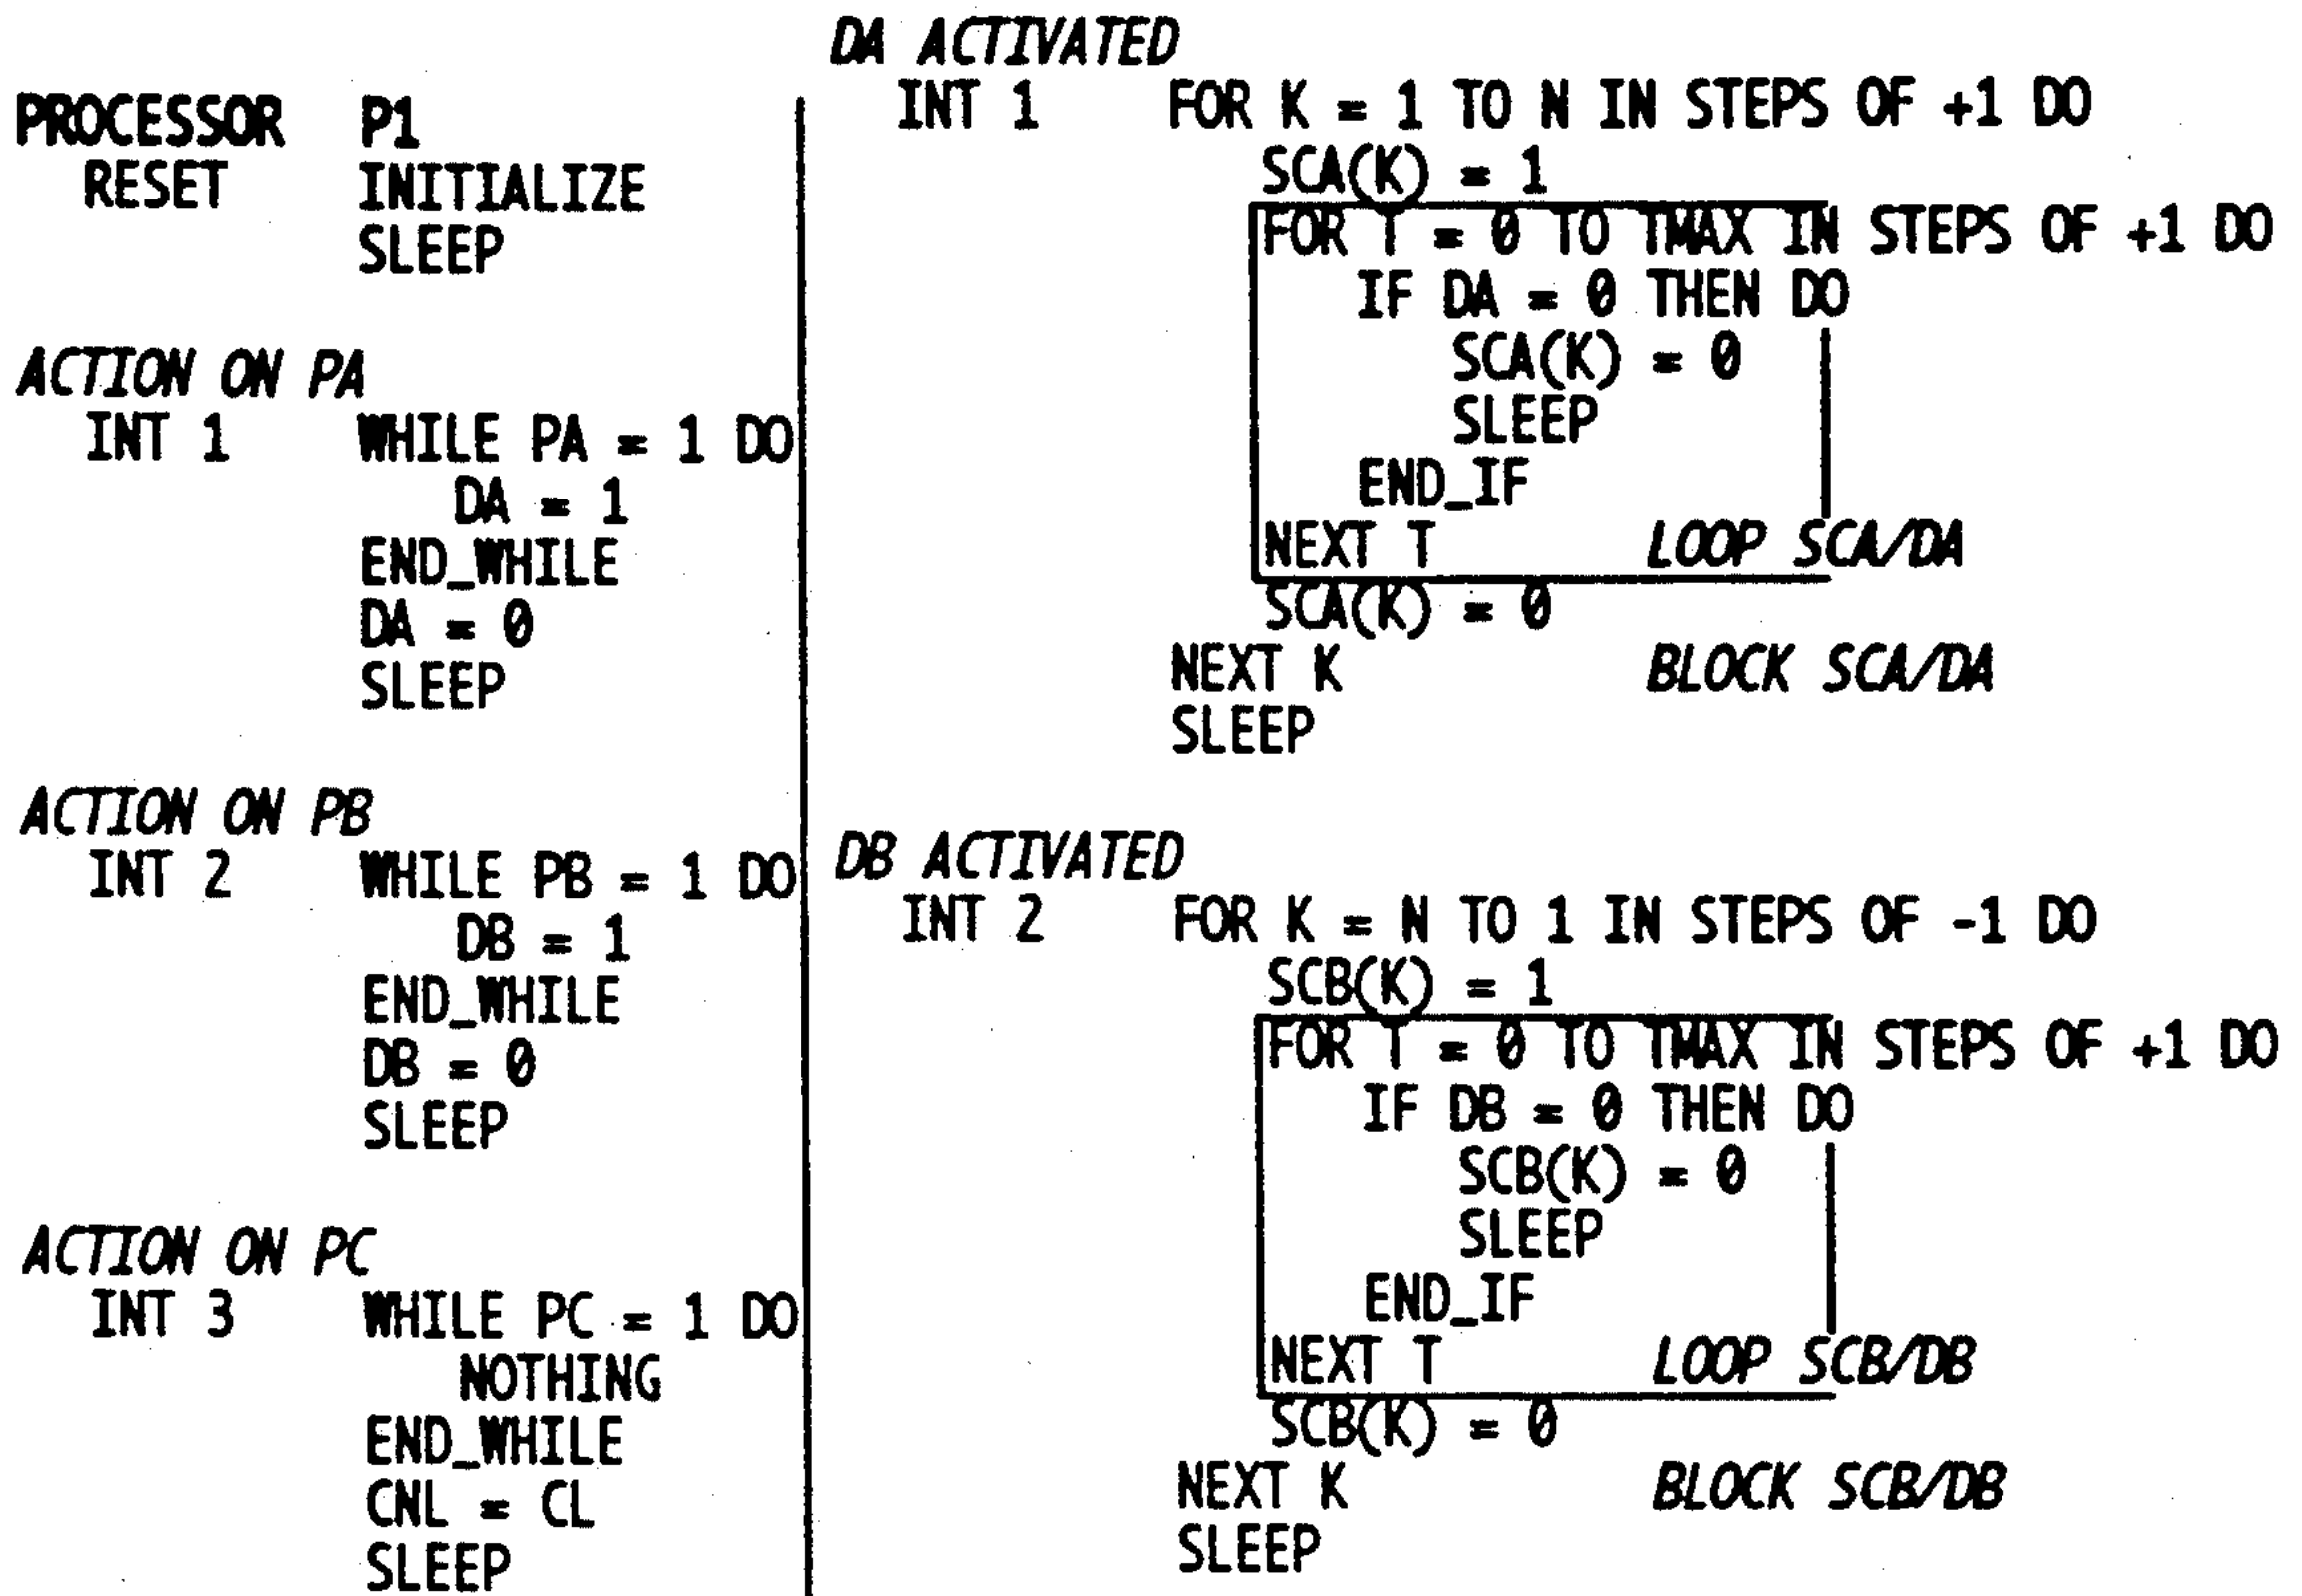 PROCESSOR P1
RESET INITIALIZE
SLEEP
ACTION ON PA
INT 1 WHILE PA = 1 DO
DA = 1
END_WHILE
DA = 0
SLEEP
ACTION ON PB
INT 2 WHILE PB = 1 DO
DB = 1
END_WHILE
DB = 0
SLEEP
ACTION ON PC
INT 3 WHILE PC = 1 DO
NOTHING
END_WHILE
CNL = CL
SLEEP
DA ACTIVATED
INT 1 FOR K = 1 TO N IN STEPS OF +1 DO
SCA(K) = 1
FOR T = 0 TO TMAX IN STEPS OF +1 DO
IF DA = 0 THEN DO
SCA(K) = 0
SLEEP
END_IF
NEXT T LOOP SCA/DA
SCA(K) = 0
NEXT K BLOCK SCA/DA
SLEEP
DB ACTIVATED
INT 2 FOR K = N TO 1 IN STEPS OF -1 DO
SCB(K) = 1
FOR T = 0 TO TMAX IN STEPS OF +1 DO
IF DB = 0 THEN DO
SCB(K) = 0
SLEEP
END_IF
NEXT T LOOP SCB/DB
SCB(K) = 0
NEXT K BLOCK SCB/DB
SLEEP